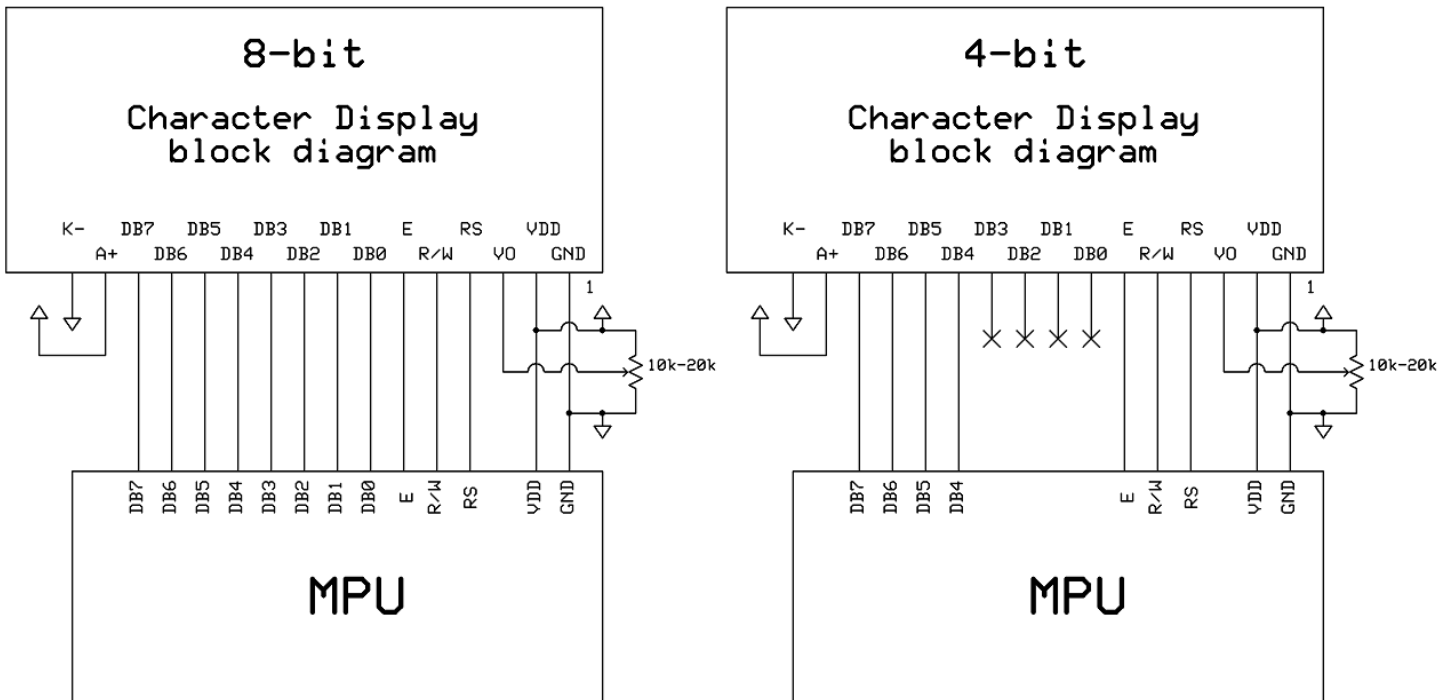 8-bit
Character Display
block diagram
K- DB7 DB5 DB3 DB1 E RS VDD
A+ DB6 DB4 DB2 DB0 R/W VO GND
1
10k-20k
DB7 DB6 DB5 DB4 DB3 DB2 DB1 DB0 E R/W RS VDD GND
MPU
4-bit
Character Display
block diagram
K- DB7 DB5 DB3 DB1 E RS VDD
A+ DB6 DB4 DB2 DB0 R/W VO GND
1
10k-20k
DB7 DB6 DB5 DB4 E R/W RS VDD GND
MPU